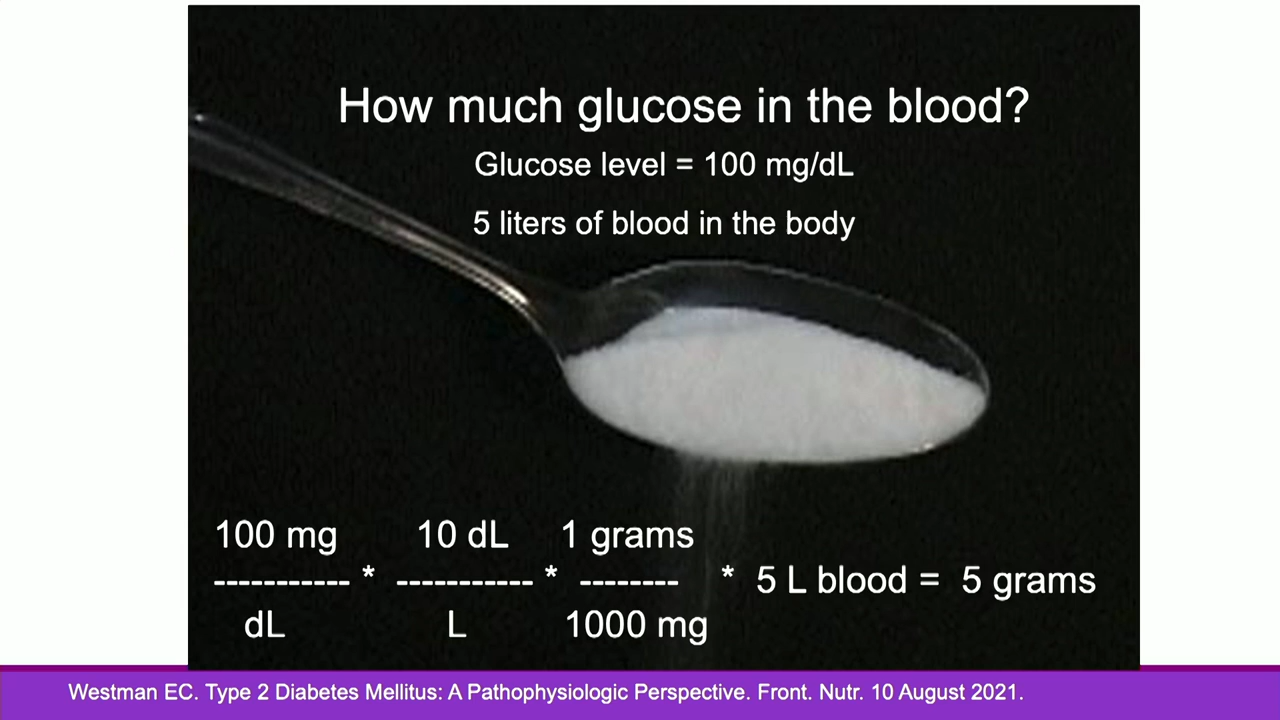 How much glucose in the blood?
Glucose level = 100 mg/dL
5 liters of blood in the body
100 mg 10 dL 1 grams
----------- * ----------- * -------- * 5 L blood = 5 grams
dL L 1000 mg
Westman EC. Type 2 Diabetes Mellitus: A Pathophysiologic Perspective. Front. Nutr. 10 August 2021.